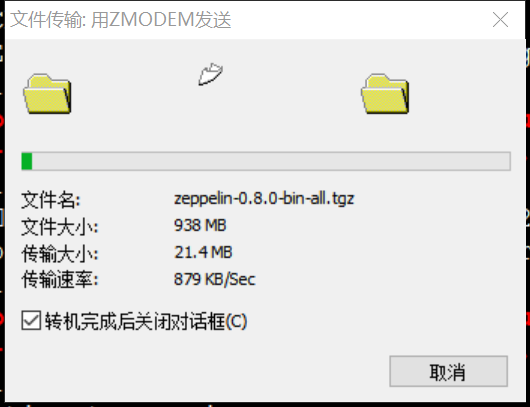 文件传输: 用ZMODEM发送
文件名: zeppelin-0.8.0-bin-all.tgz
文件大小: 938 MB
传输大小: 21.4 MB
传输速率: 879 KB/Sec
转机完成后关闭对话框(C)
取消